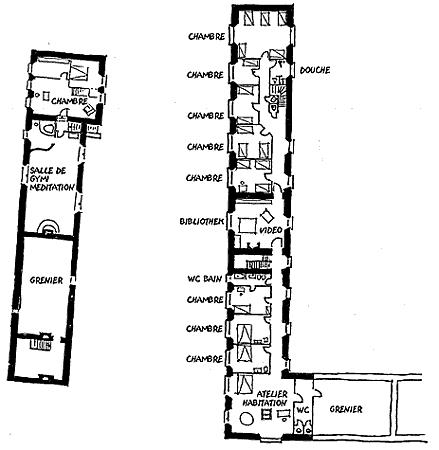 CHAMBRE
SALLE DE
GYM/
MEDITATION
GRENIER
CHAMBRE
CHAMBRE
DOUCHE
CHAMBRE
CHAMBRE
CHAMBRE
BIBLIOTHEK
VIDEO
WC BAIN
CHAMBRE
CHAMBRE
CHAMBRE
ATELIER
HABITATION
WC
GRENIER